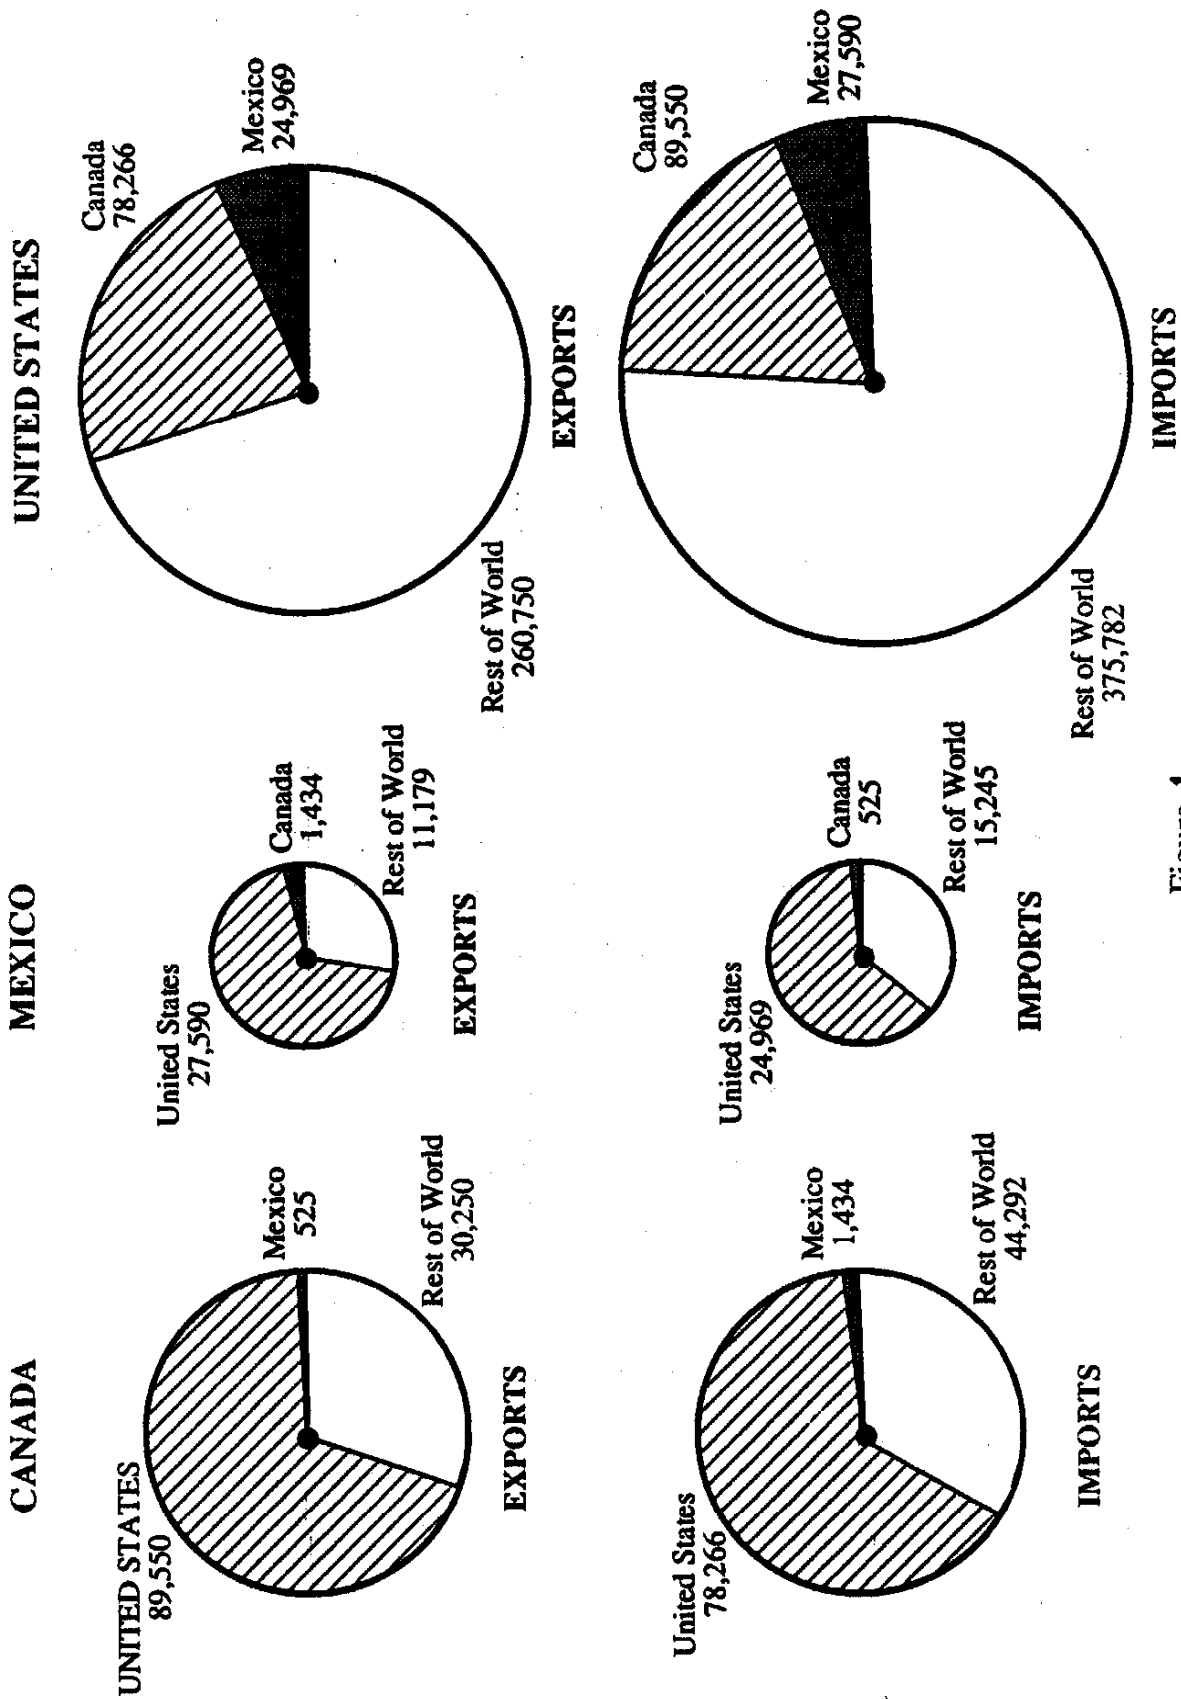 CANADA
MEXICO
UNITED STATES
UNITED STATES
89,550
Mexico
525
Rest of World
30,250
EXPORTS
United States
27,590
Canada
1,434
Rest of World
11,179
EXPORTS
Canada
78,266
Mexico
24,969
Rest of World
260,750
EXPORTS
United States
78,266
Mexico
1,434
Rest of World
44,292
IMPORTS
United States
24,969
Canada
525
Rest of World
15,245
IMPORTS
Canada
89,550
Mexico
27,590
Rest of World
375,782
IMPORTS
Figure